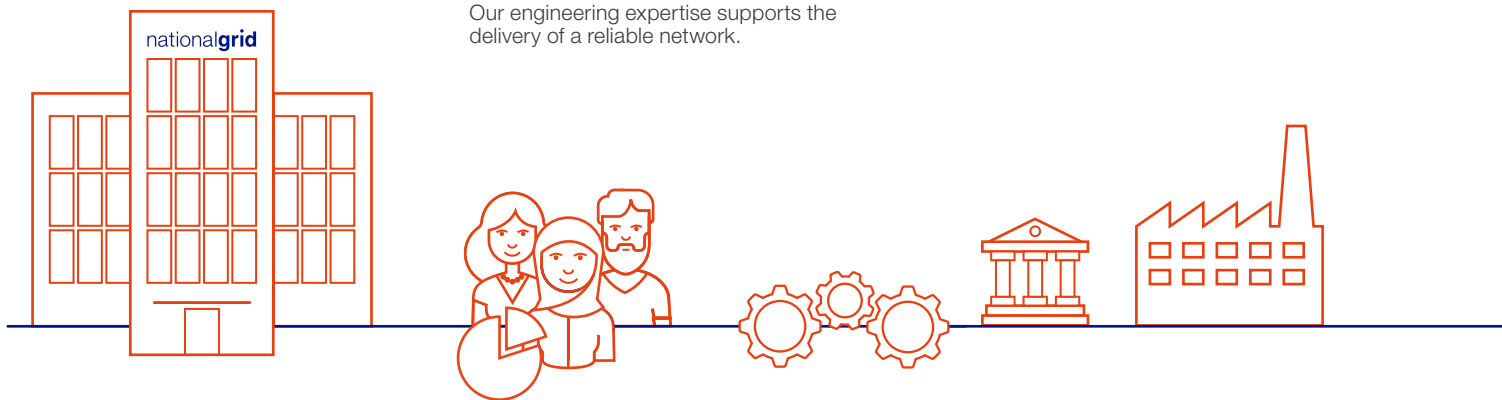 Our engineering expertise supports the
delivery of a reliable network.
nationalgrid